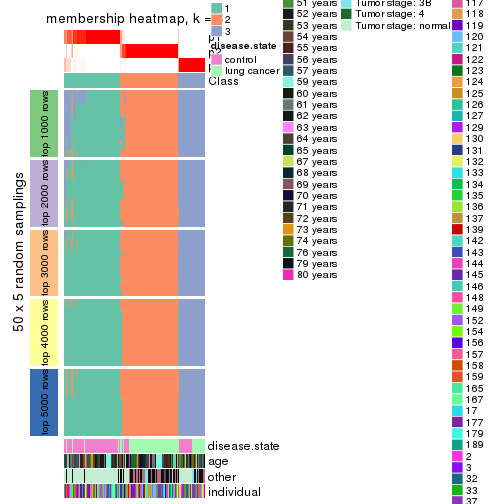 membership heatmap, k =
1
2
3
disease.state
control
lung cancer
Class
p1
top 1000 rows
top 2000 rows
top 3000 rows
top 4000 rows
top 5000 rows
50 x 5 random samplings
disease.state
age
other
individual
51 years
52 years
53 years
54 years
55 years
56 years
57 years
59 years
60 years
61 years
62 years
63 years
64 years
65 years
67 years
68 years
69 years
70 years
71 years
72 years
73 years
74 years
76 years
79 years
80 years
Tumor stage: 3B
Tumor stage: 4
Tumor stage: normal
117
118
119
120
121
122
123
124
125
126
127
129
130
131
132
133
134
135
136
137
139
142
143
144
145
146
148
149
152
154
156
157
158
159
165
167
17
177
179
189
2
3
32
33
37